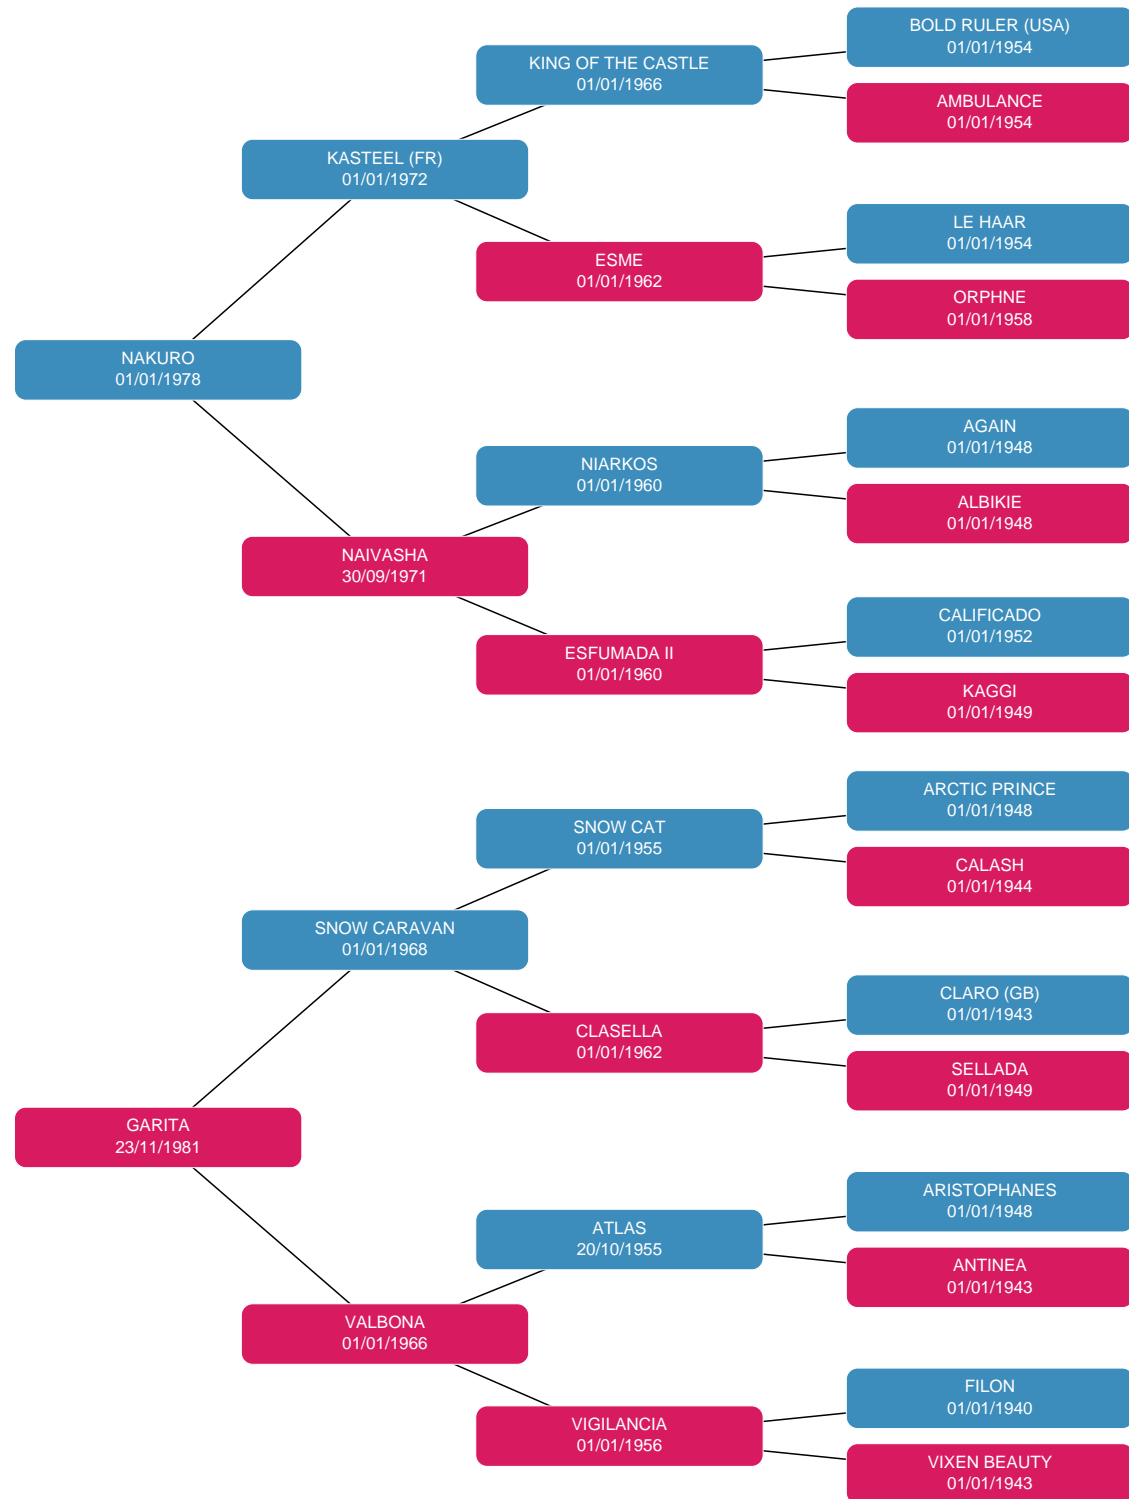 BOLD RULER (USA)
01/01/1954
KING OF THE CASTLE
01/01/1966
AMBULANCE
01/01/1954
KASTEEL (FR)
01/01/1972
LE HAAR
01/01/1954
ESME
01/01/1962
ORPHNE
01/01/1958
NAKURO
01/01/1978
AGAIN
01/01/1948
NIARKOS
01/01/1960
ALBIKIE
01/01/1948
NAIVASHA
30/09/1971
CALIFICADO
01/01/1952
ESFUMADA II
01/01/1960
KAGGI
01/01/1949
ARCTIC PRINCE
01/01/1948
SNOW CAT
01/01/1955
CALASH
01/01/1944
SNOW CARAVAN
01/01/1968
CLARO (GB)
01/01/1943
CLASELLA
01/01/1962
SELLADA
01/01/1949
GARITA
23/11/1981
ARISTOPHANES
01/01/1948
ATLAS
20/10/1955
ANTINEA
01/01/1943
VALBONA
01/01/1966
FILON
01/01/1940
VIGILANCIA
01/01/1956
VIXEN BEAUTY
01/01/1943